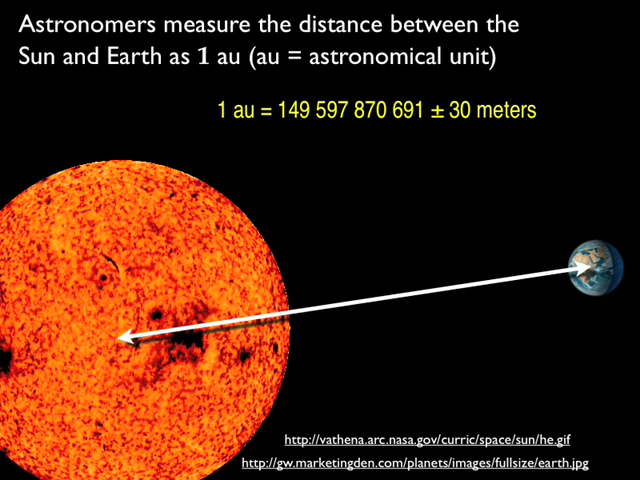 Astronomers measure the distance between the
Sun and Earth as 1 au (au = astronomical unit)
1 au = 149 597 870 691 ± 30 meters
http://vathena.arc.nasa.gov/curric/space/sun/he.gif
http://gw.marketingden.com/planets/images/fullsize/earth.jpg